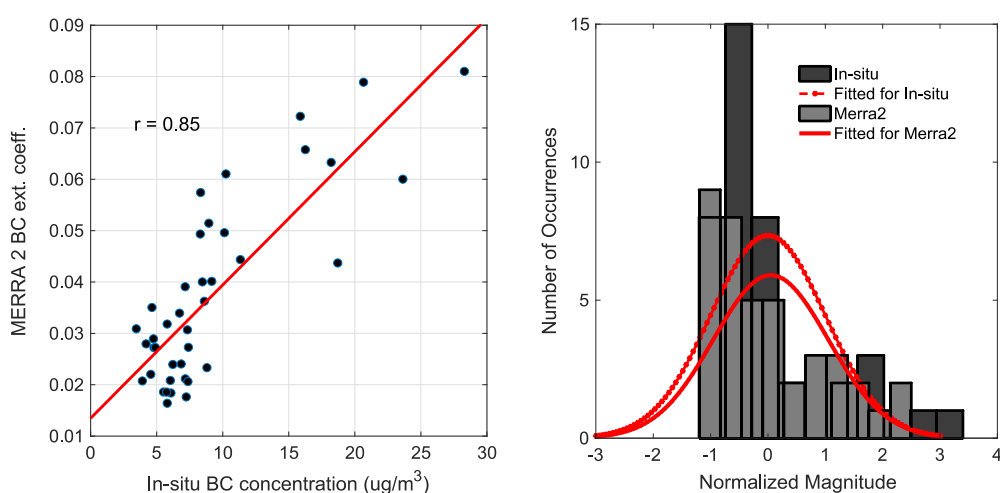 0.09
0.08
0.07
0.06
0.05
0.04
0.03
0.02
0.01
MERRA 2 BC ext. coeff.
r = 0.85
0 5 10 15 20 25 30
In-situ BC concentration (ug/m³)
15
10
5
0
Number of Occurrences
In-situ
Fitted for In-situ
Merra2
Fitted for Merra2
-3 -2 -1 0 1 2 3 4
Normalized Magnitude